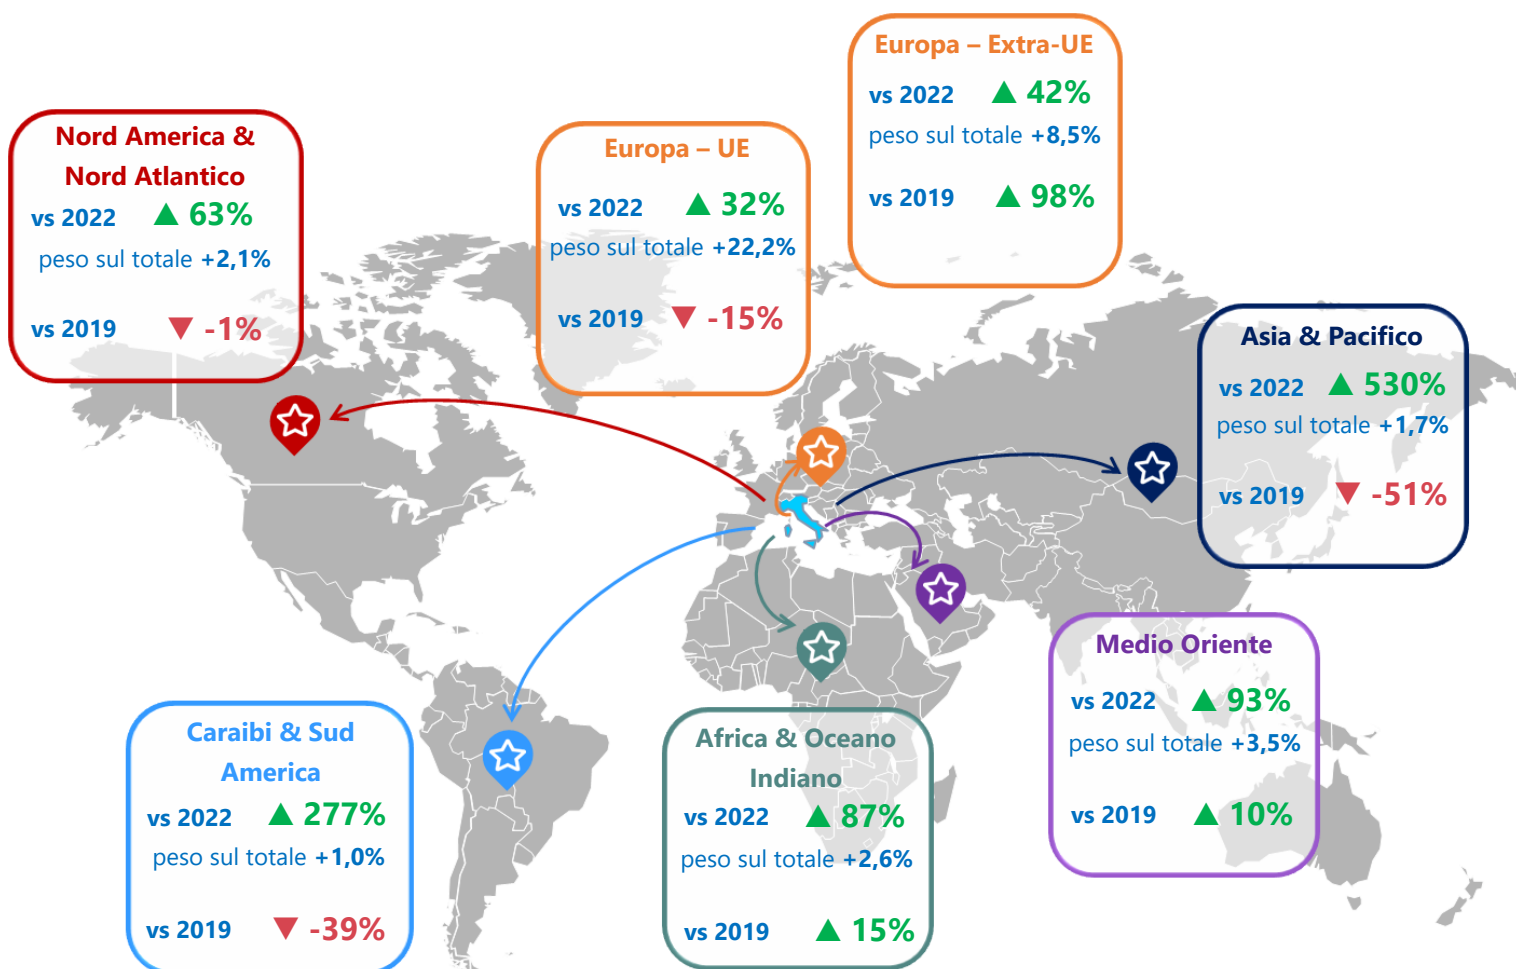 Europa – Extra-UE
vs 2022 ▲ 42%
peso sul totale +8,5%
vs 2019 ▲ 98%
Nord America &
Nord Atlantico
vs 2022 ▲ 63%
peso sul totale +2,1%
vs 2019 ▼ -1%
Europa – UE
vs 2022 ▲ 32%
peso sul totale +22,2%
vs 2019 ▼ -15%
Asia & Pacifico
vs 2022 ▲ 530%
peso sul totale +1,7%
vs 2019 ▼ -51%
Medio Oriente
vs 2022 ▲ 93%
peso sul totale +3,5%
vs 2019 ▲ 10%
Caraibi & Sud
America
vs 2022 ▲ 277%
peso sul totale +1,0%
vs 2019 ▼ -39%
Africa & Oceano
Indiano
vs 2022 ▲ 87%
peso sul totale +2,6%
vs 2019 ▲ 15%